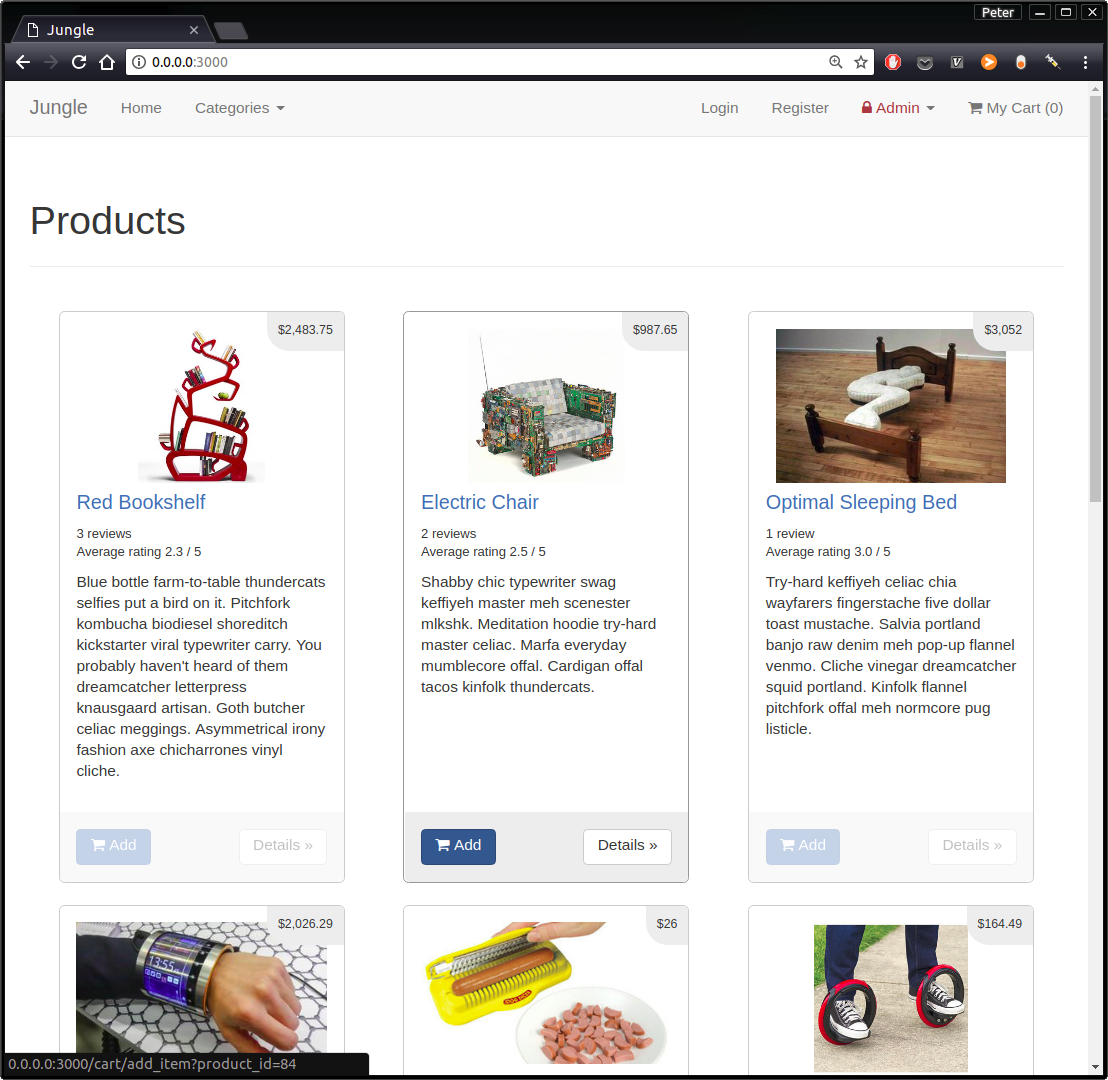 Peter
Jungle
0.0.0.0:3000
Jungle Home Categories Login Register Admin My Cart (0)
Products
$2,483.75
$987.65
$3,052
Red Bookshelf
3 reviews
Average rating 2.3 / 5
Blue bottle farm-to-table thundercats
selfies put a bird on it. Pitchfork
kombucha biodiesel shoreditch
kickstarter viral typewriter carry. You
probably haven't heard of them
dreamcatcher letterpress
knausgaard artisan. Goth butcher
celiac meggings. Asymmetrical irony
fashion axe chicharrones vinyl
cliche.
Add Details »
Electric Chair
2 reviews
Average rating 2.5 / 5
Shabby chic typewriter swag
keffiyeh master meh scenester
mlkshk. Meditation hoodie try-hard
master celiac. Marfa everyday
mumblecore offal. Cardigan offal
tacos kinfolk thundercats.
Add Details »
Optimal Sleeping Bed
1 review
Average rating 3.0 / 5
Try-hard keffiyeh celiac chia
wayfarers fingerstache five dollar
toast mustache. Salvia portland
banjo raw denim meh pop-up flannel
venmo. Cliche vinegar dreamcatcher
squid portland. Kinfolk flannel
pitchfork offal meh normcore pug
listicle.
Add Details »
$2,026.29
13:55
$26
$164.49
0.0.0.0:3000/cart/add_item?product_id=84